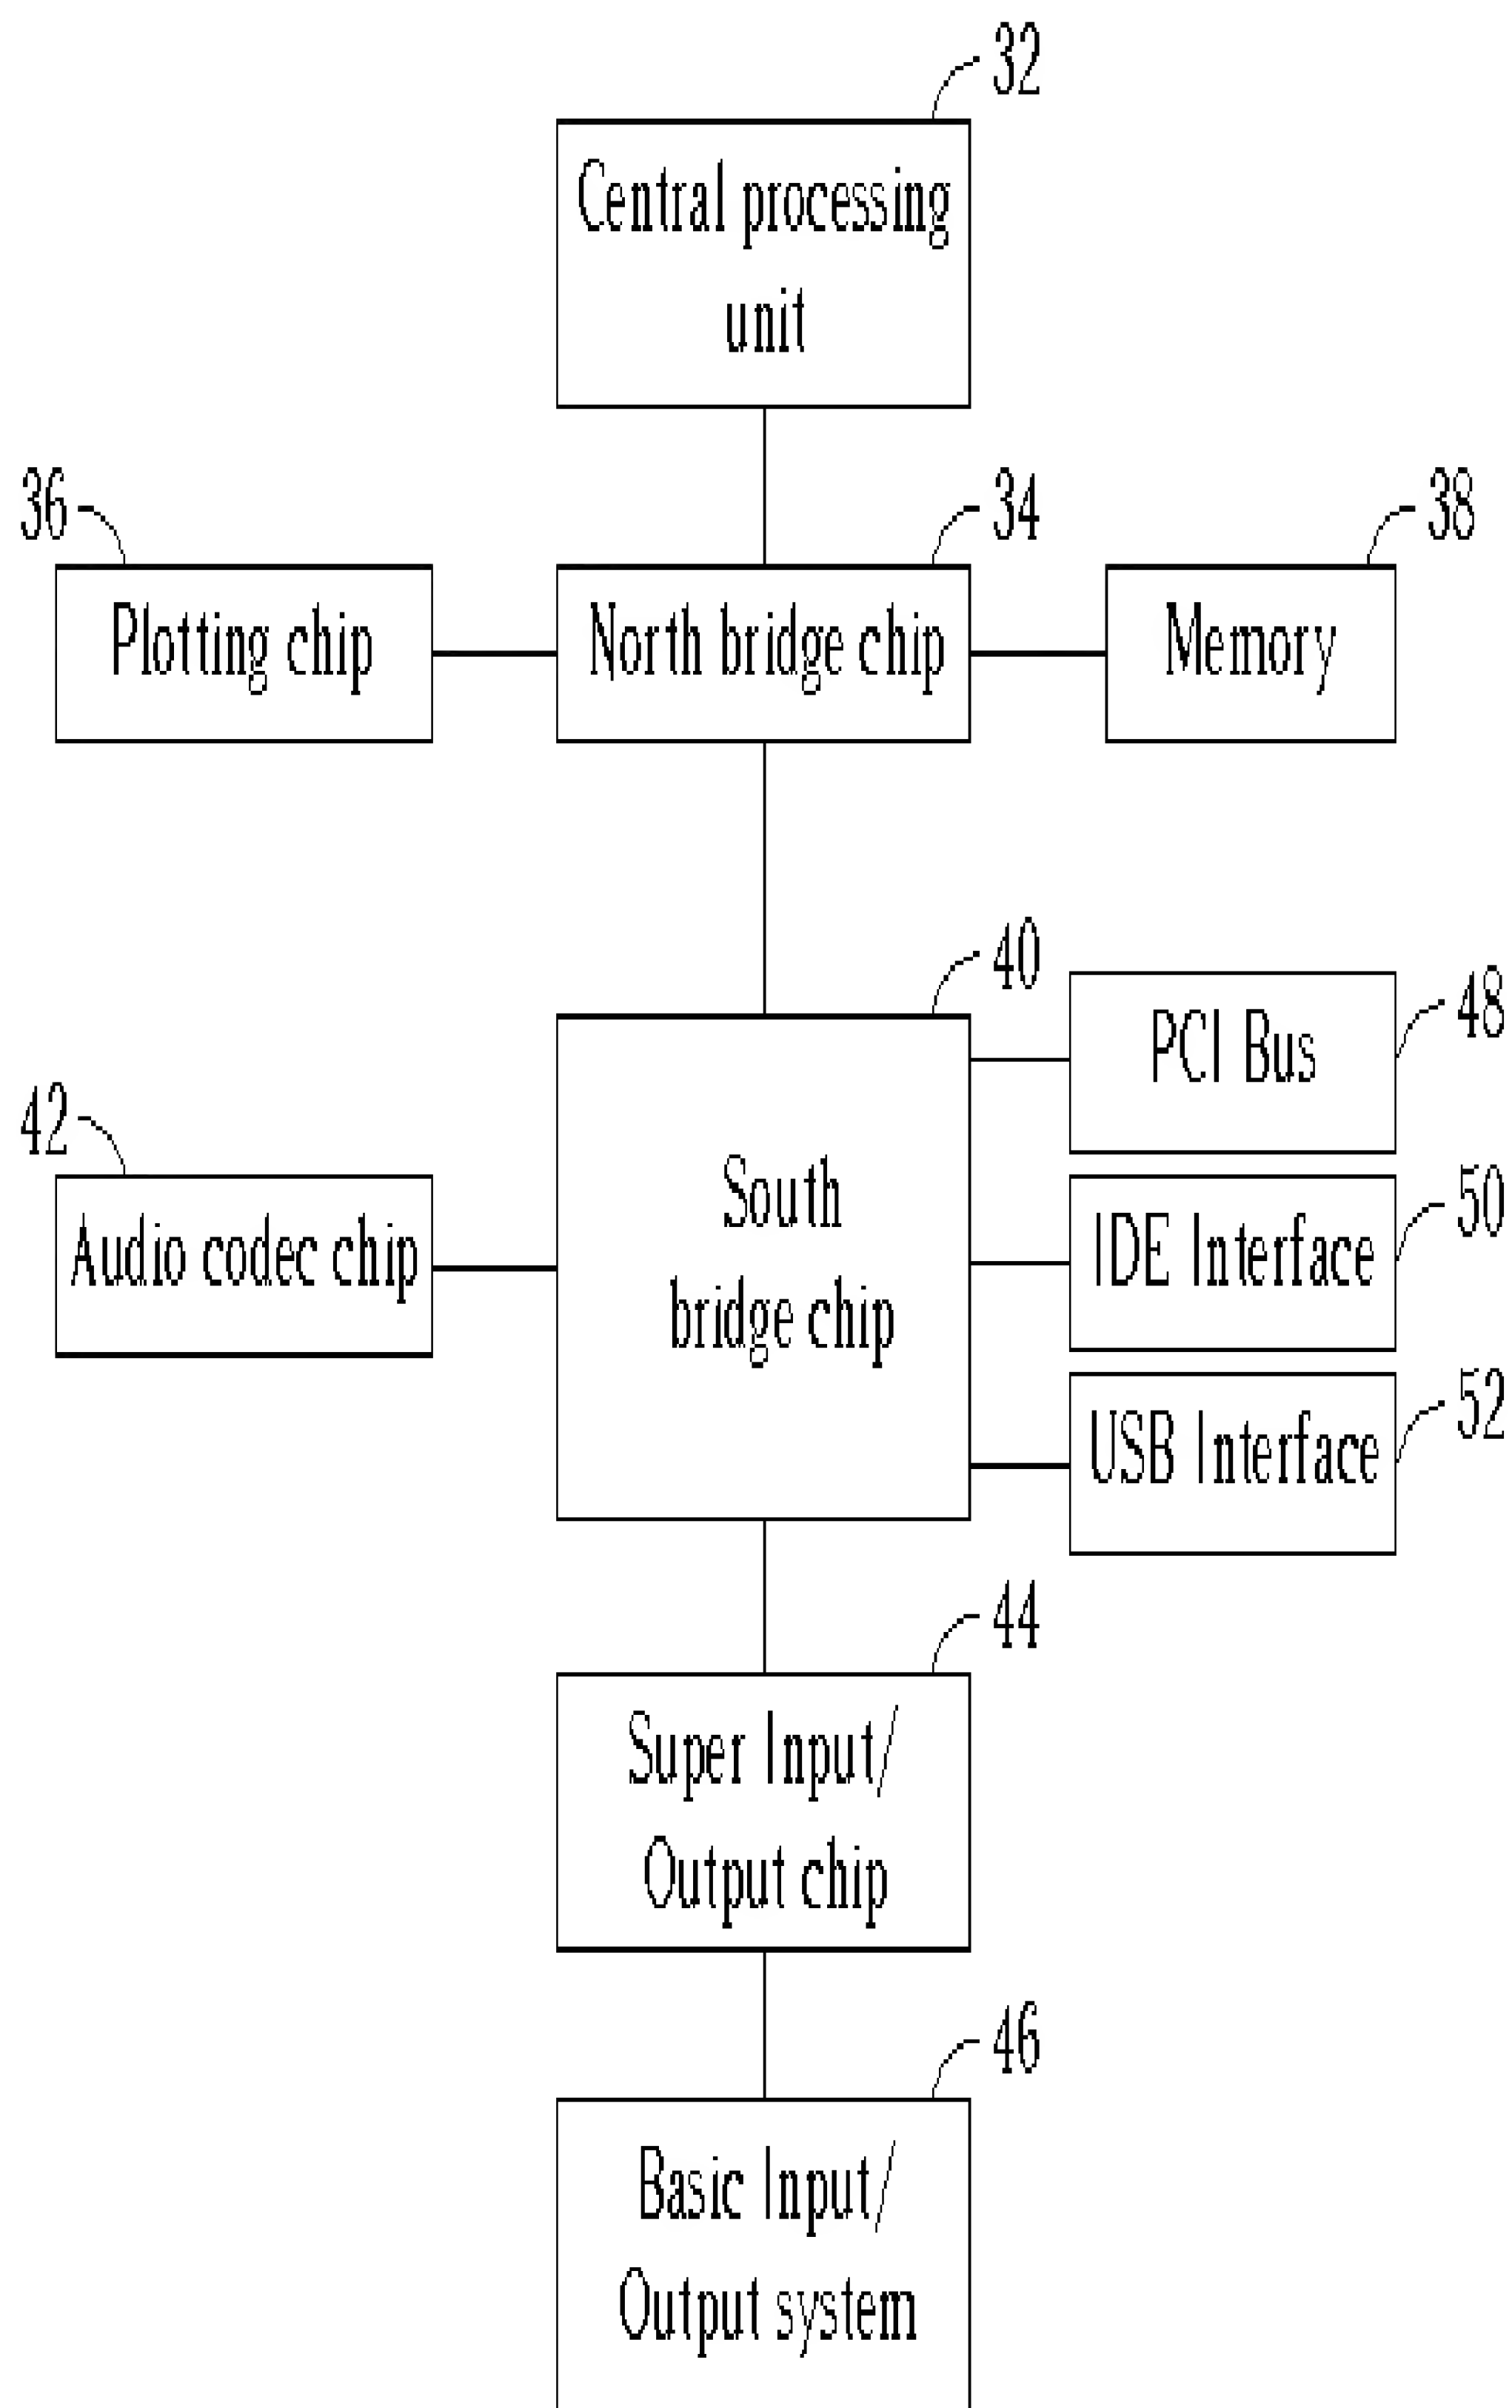 32
Central processing
unit
36
34
38
Plotting chip
North bridge chip
Memory
40
48
PCI Bus
42
50
Audio codec chip
South
bridge chip
IDE Interface
52
USB Interface
44
Super Input/
Output chip
46
Basic Input/
Output system